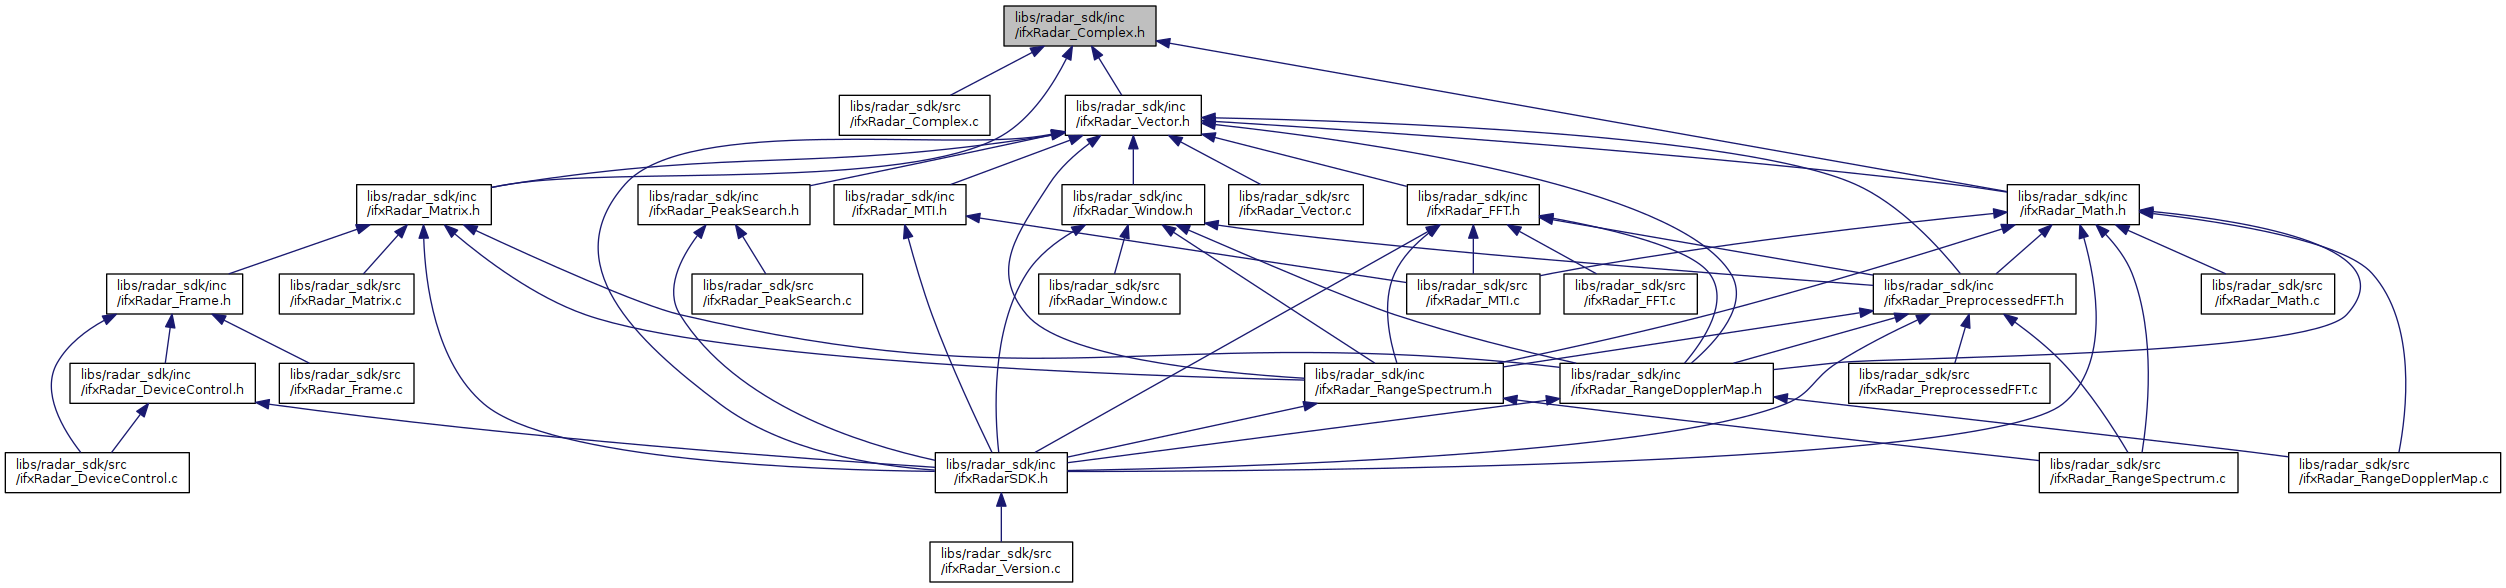 libs/radar_sdk/inc
/ifxRadar_Complex.h
libs/radar_sdk/src
/ifxRadar_Complex.c
libs/radar_sdk/inc
/ifxRadar_Vector.h
libs/radar_sdk/inc
/ifxRadar_Matrix.h
libs/radar_sdk/inc
/ifxRadar_PeakSearch.h
libs/radar_sdk/inc
/ifxRadar_MTI.h
libs/radar_sdk/inc
/ifxRadar_Window.h
libs/radar_sdk/src
/ifxRadar_Vector.c
libs/radar_sdk/inc
/ifxRadar_FFT.h
libs/radar_sdk/inc
/ifxRadar_Math.h
libs/radar_sdk/inc
/ifxRadar_Frame.h
libs/radar_sdk/src
/ifxRadar_Matrix.c
libs/radar_sdk/src
/ifxRadar_PeakSearch.c
libs/radar_sdk/src
/ifxRadar_Window.c
libs/radar_sdk/src
/ifxRadar_MTI.c
libs/radar_sdk/src
/ifxRadar_FFT.c
libs/radar_sdk/inc
/ifxRadar_PreprocessedFFT.h
libs/radar_sdk/src
/ifxRadar_Math.c
libs/radar_sdk/inc
/ifxRadar_DeviceControl.h
libs/radar_sdk/src
/ifxRadar_Frame.c
libs/radar_sdk/inc
/ifxRadar_RangeSpectrum.h
libs/radar_sdk/inc
/ifxRadar_RangeDopplerMap.h
libs/radar_sdk/src
/ifxRadar_PreprocessedFFT.c
libs/radar_sdk/src
/ifxRadar_DeviceControl.c
libs/radar_sdk/inc
/ifxRadarSDK.h
libs/radar_sdk/src
/ifxRadar_RangeSpectrum.c
libs/radar_sdk/src
/ifxRadar_RangeDopplerMap.c
libs/radar_sdk/src
/ifxRadar_Version.c